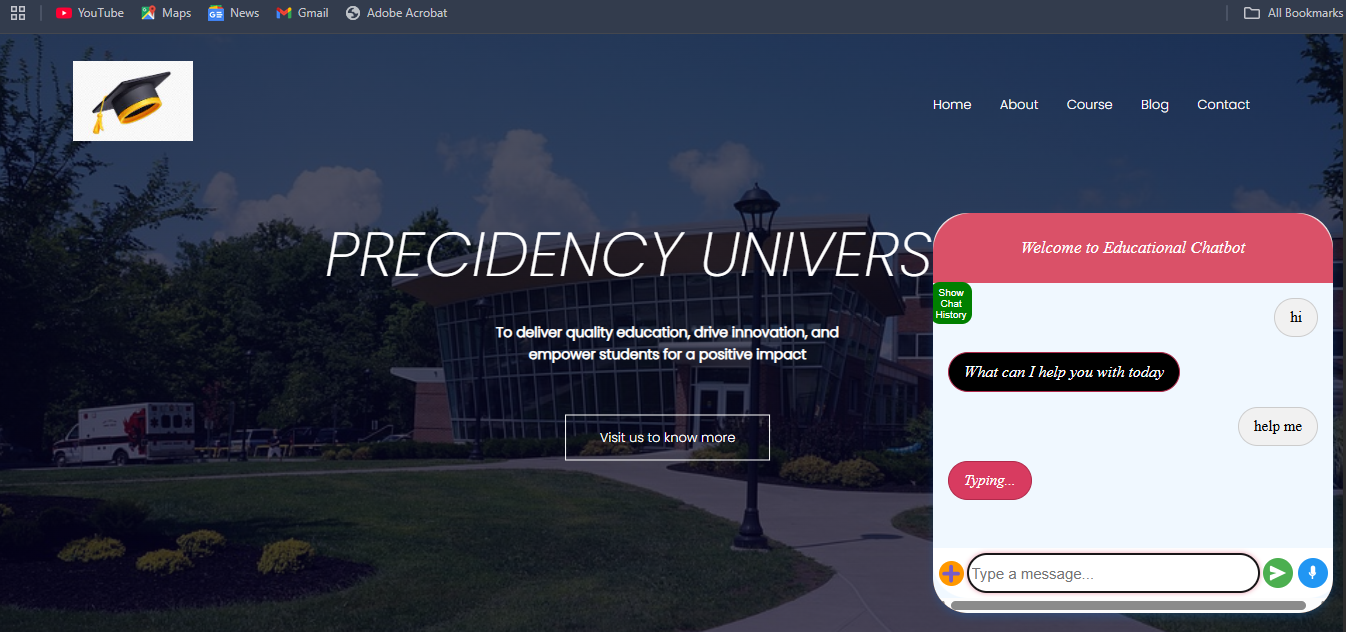 YouTube
Maps
News
Gmail
Adobe Acrobat
All Bookmarks
Home
About
Course
Blog
Contact
PRECIDENCY UNIVERS
To deliver quality education, drive innovation, and
empower students for a positive impact
Visit us to know more
Welcome to Educational Chatbot
Show
Chat
History
hi
What can I help you with today
help me
Typing...
Type a message...